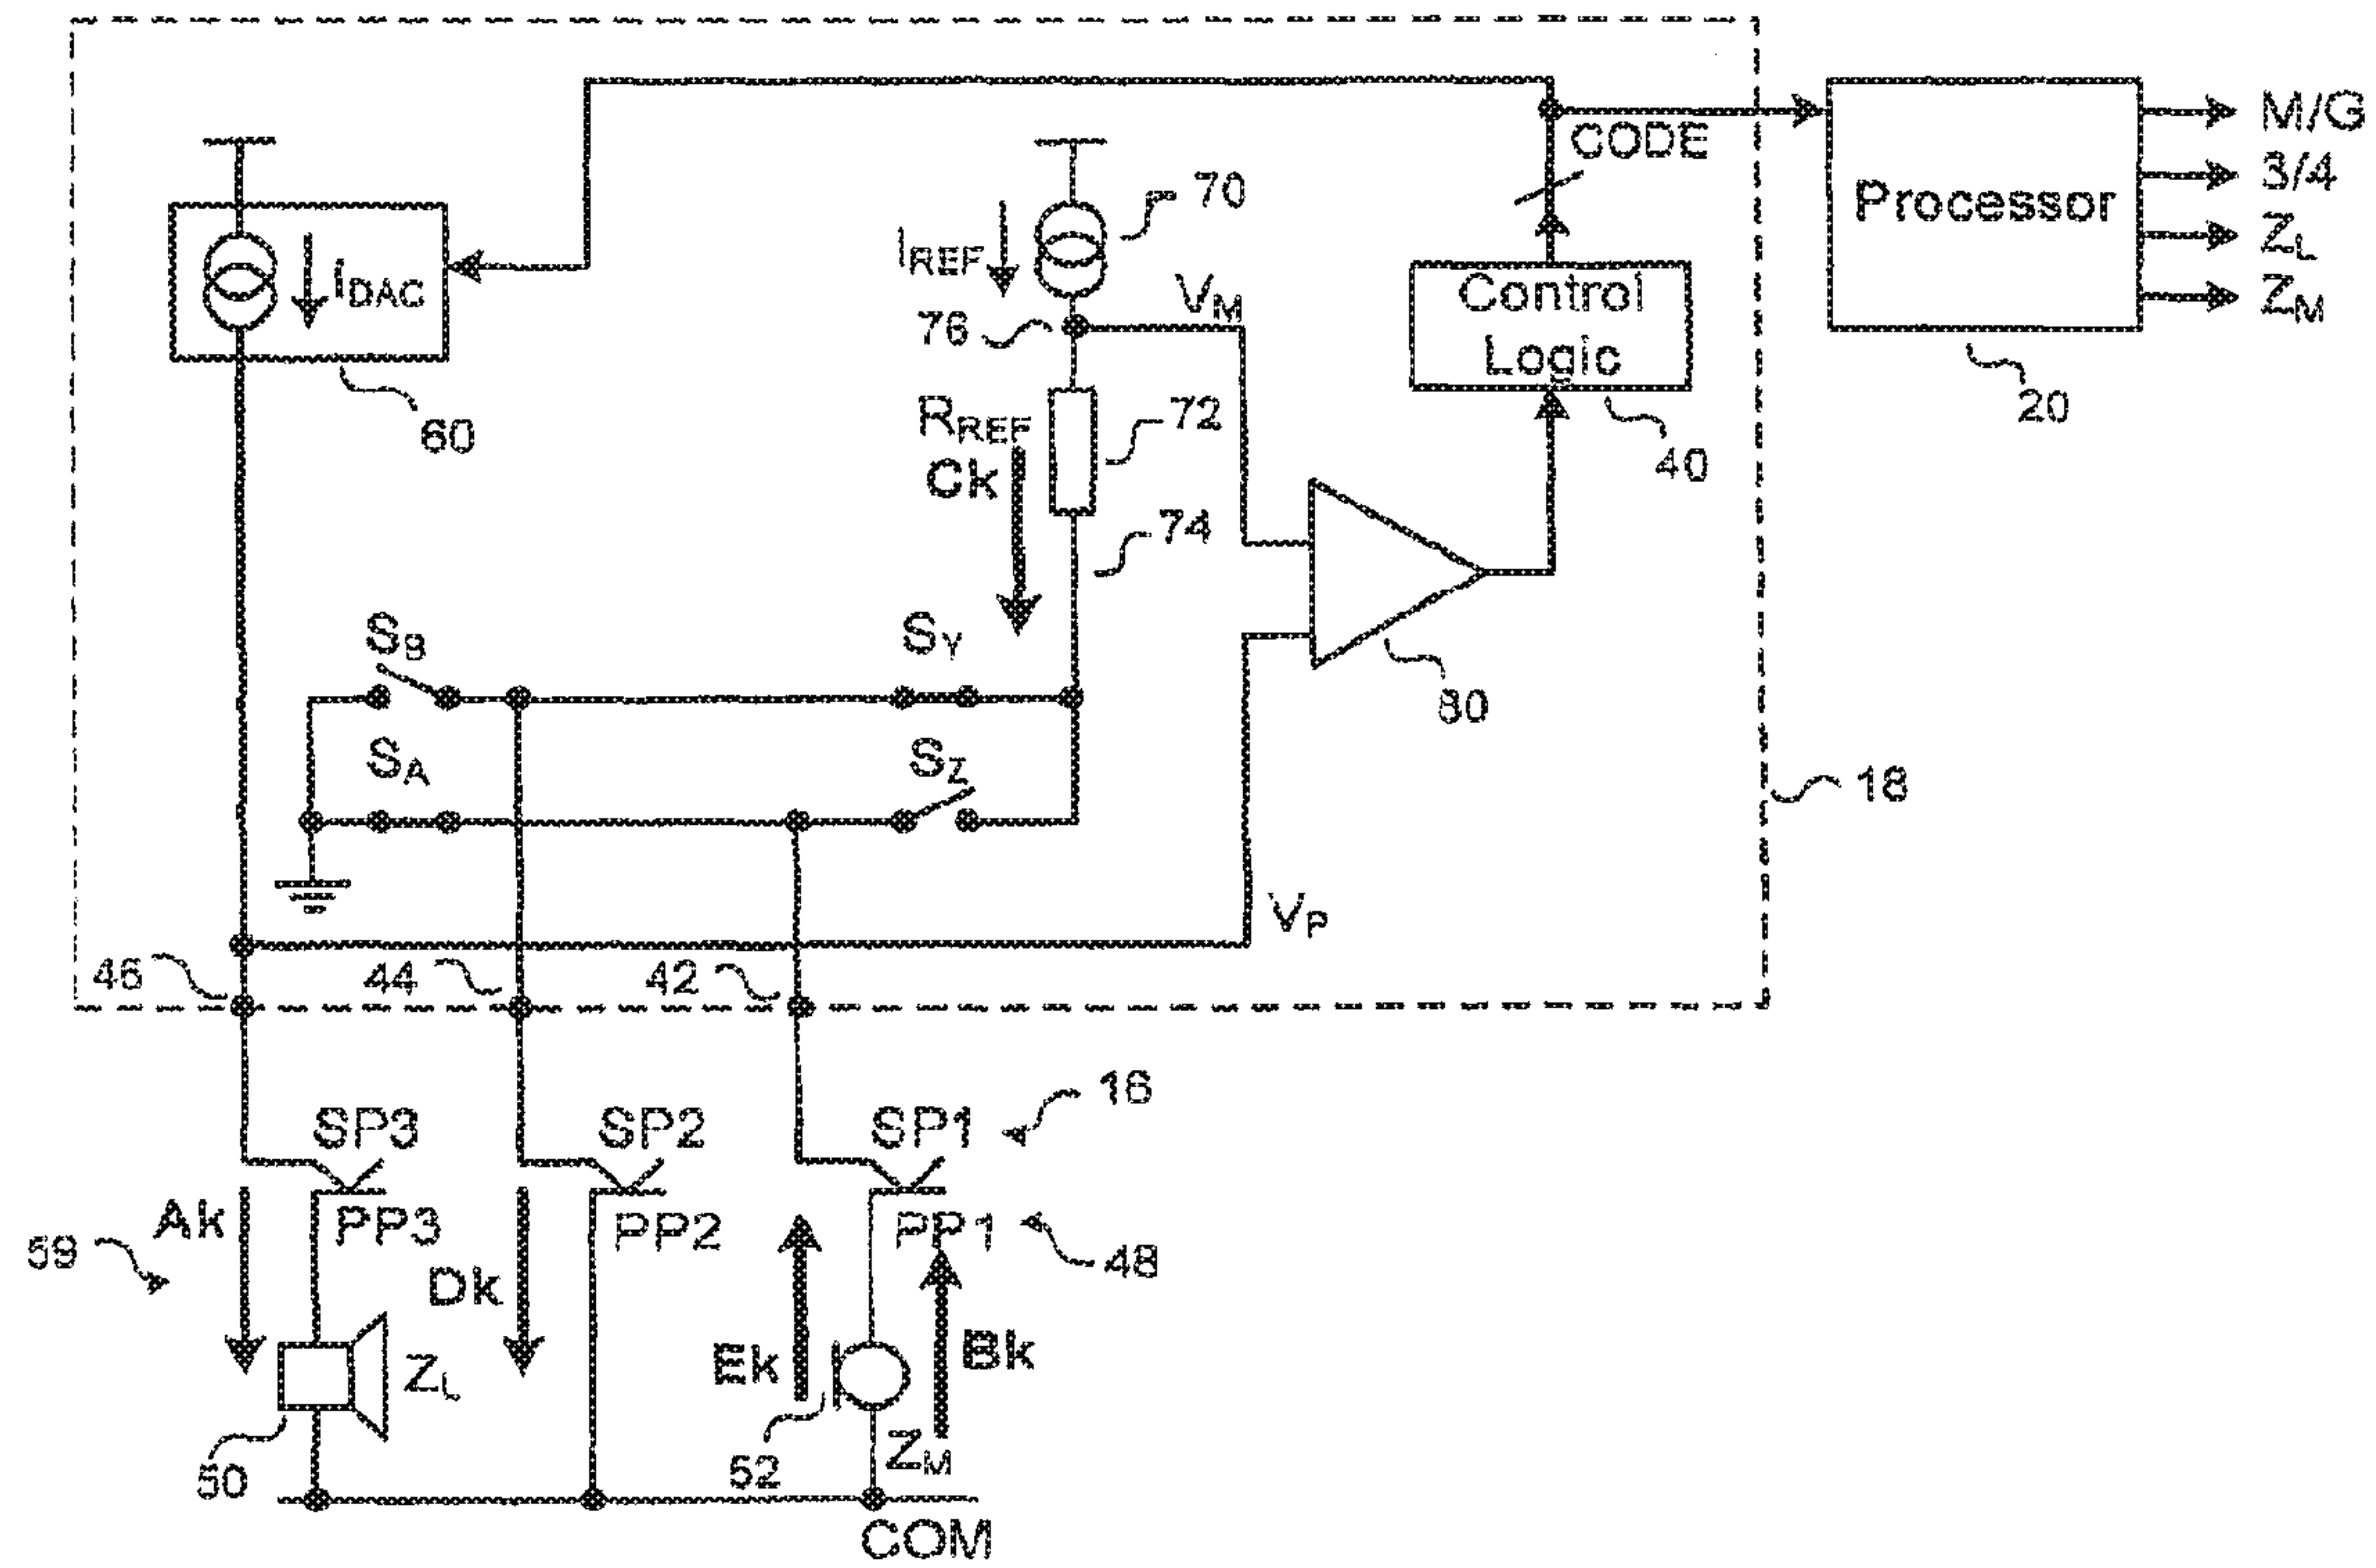 M/G
CODE
3/4
70
Processor
IREF
ZL
IDAC
VM
Control
ZM
76
Logic
RREF
72
20
60
Ck
40
74
SB
SY
80
SA
SZ
18
VP
46
44
42
16
SP3
SP2
SP1
Ak
PP3
PP2
PP1
59
48
Dk
Ek
Bk
ZL
ZM
50
52
COM